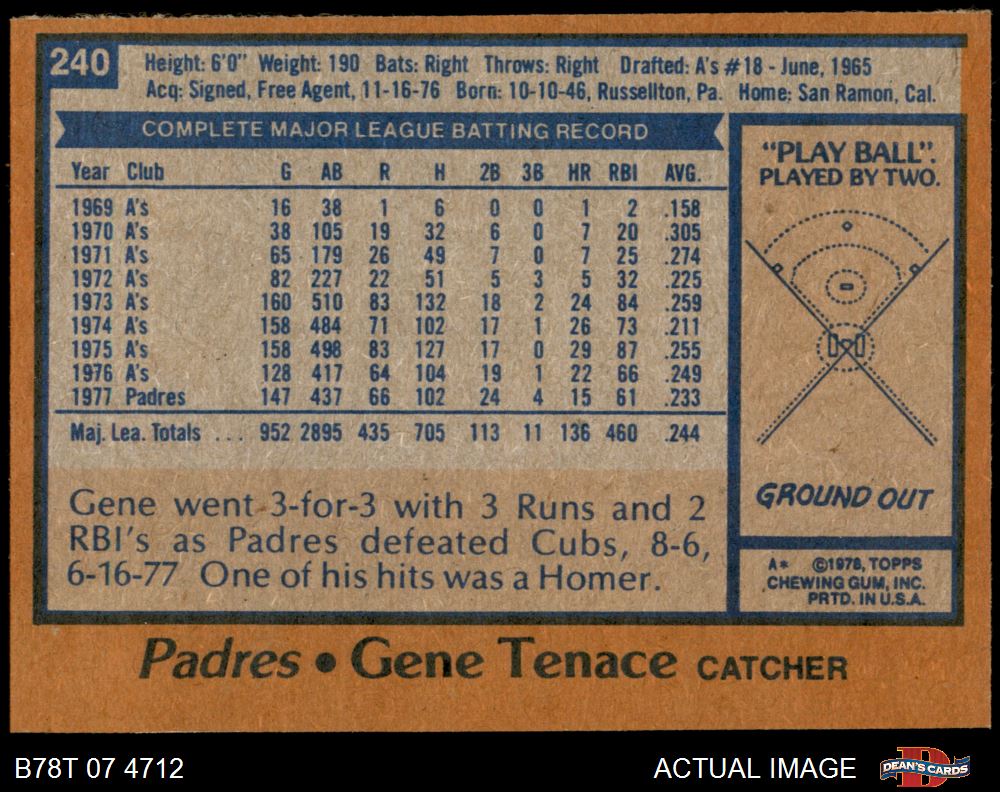 240
Height: 6'0" Weight: 190 Bats: Right Throws: Right Drafted: A's #18 - June, 1965
Acq: Signed, Free Agent, 11-16-76 Born: 10-10-46, Russellton, Pa. Home: San Ramon, Cal.
COMPLETE MAJOR LEAGUE BATTING RECORD
Year Club G AB R H 2B 3B HR RBI AVG.
1969 A's 16 38 1 6 0 0 1 2 .158
1970 A's 38 105 19 32 6 0 7 20 .305
1971 A's 65 179 26 49 7 0 7 25 .274
1972 A's 82 227 22 51 5 3 5 32 .225
1973 A's 160 510 83 132 18 2 24 84 .259
1974 A's 158 484 71 102 17 1 26 73 .211
1975 A's 158 498 83 127 17 0 29 87 .255
1976 A's 128 417 64 104 19 1 22 66 .249
1977 Padres 147 437 66 102 24 4 15 61 .233
Maj. Lea. Totals ... 952 2895 435 705 113 11 136 460 .244
Gene went 3-for-3 with 3 Runs and 2
RBI's as Padres defeated Cubs, 8-6,
6-16-77 One of his hits was a Homer.
"PLAY BALL".
PLAYED BY TWO.
GROUND OUT
A* ©1978, TOPPS
CHEWING GUM, INC.
PRTD. IN U.S.A.
Padres • Gene Tenace CATCHER
B78T 07 4712
ACTUAL IMAGE
DEAN'S CARDS